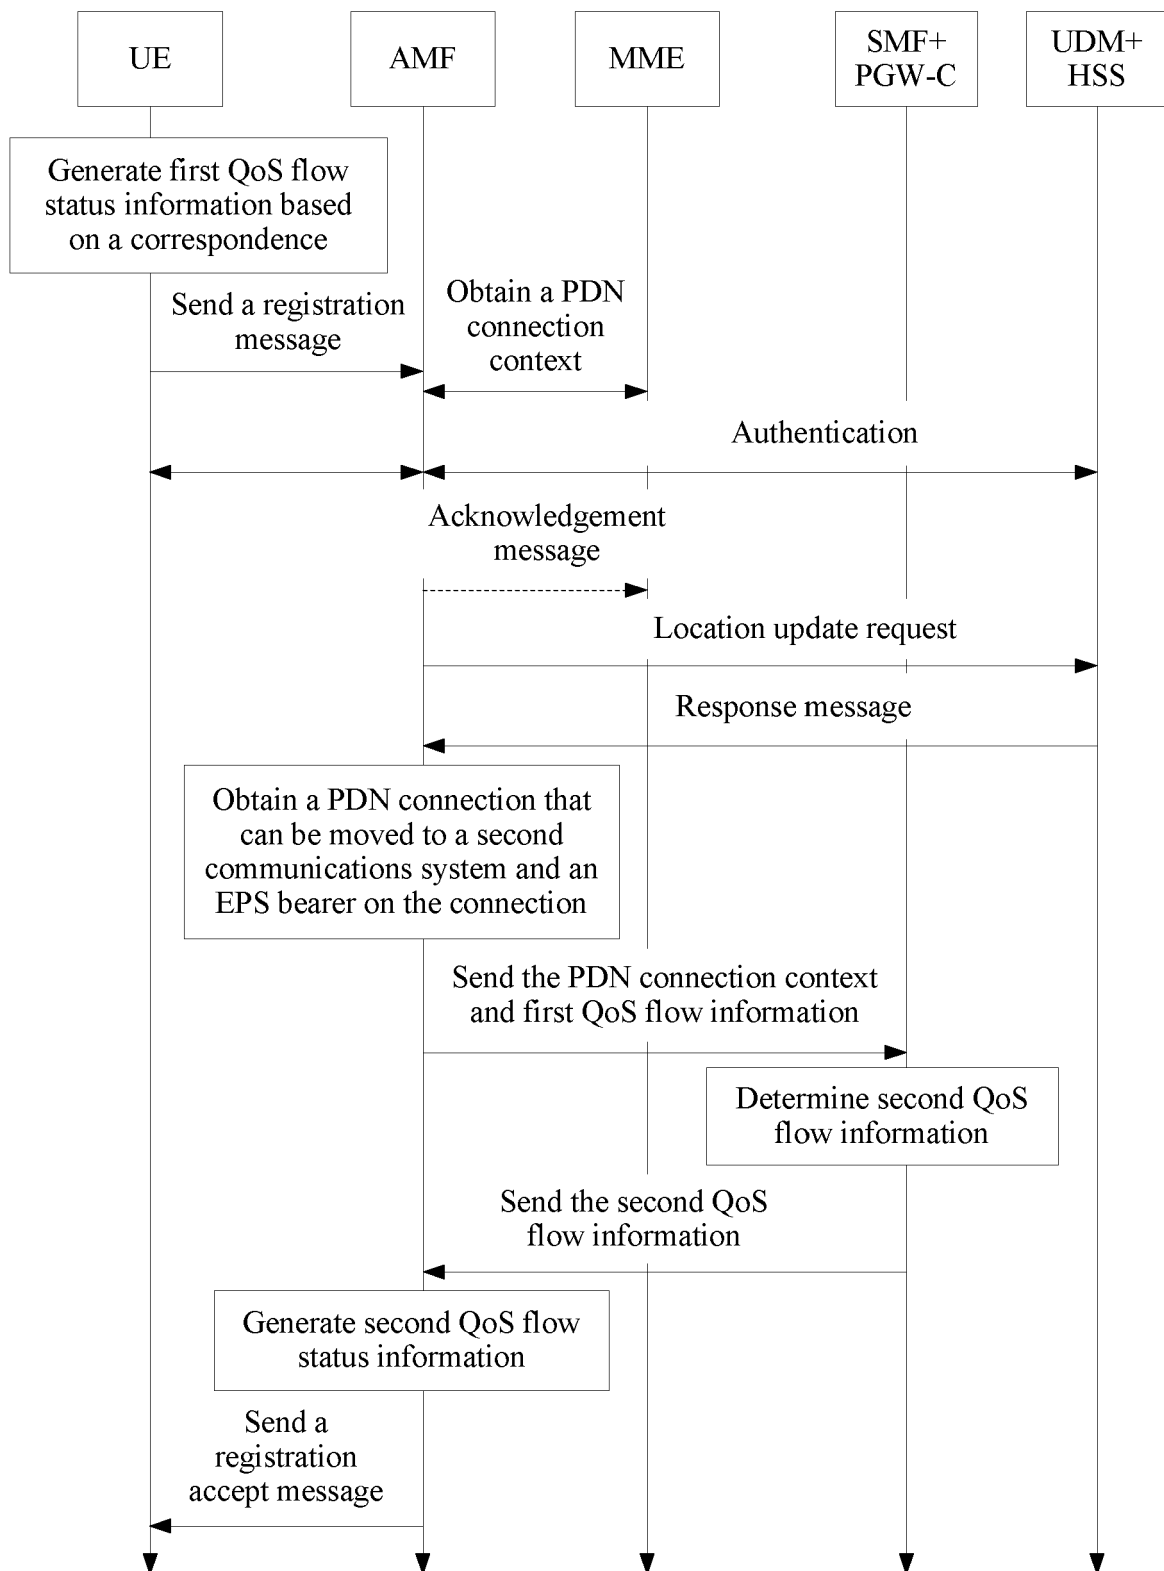 UE
AMF
MME
SMF+
PGW-C
UDM+
HSS
Generate first QoS flow
status information based
on a correspondence
Send a registration
message
Obtain a PDN
connection
context
Authentication
Acknowledgement
message
Location update request
Response message
Obtain a PDN connection that
can be moved to a second
communications system and an
EPS bearer on the connection
Send the PDN connection context
and first QoS flow information
Determine second QoS
flow information
Send the second QoS
flow information
Generate second QoS flow
status information
Send a
registration
accept message